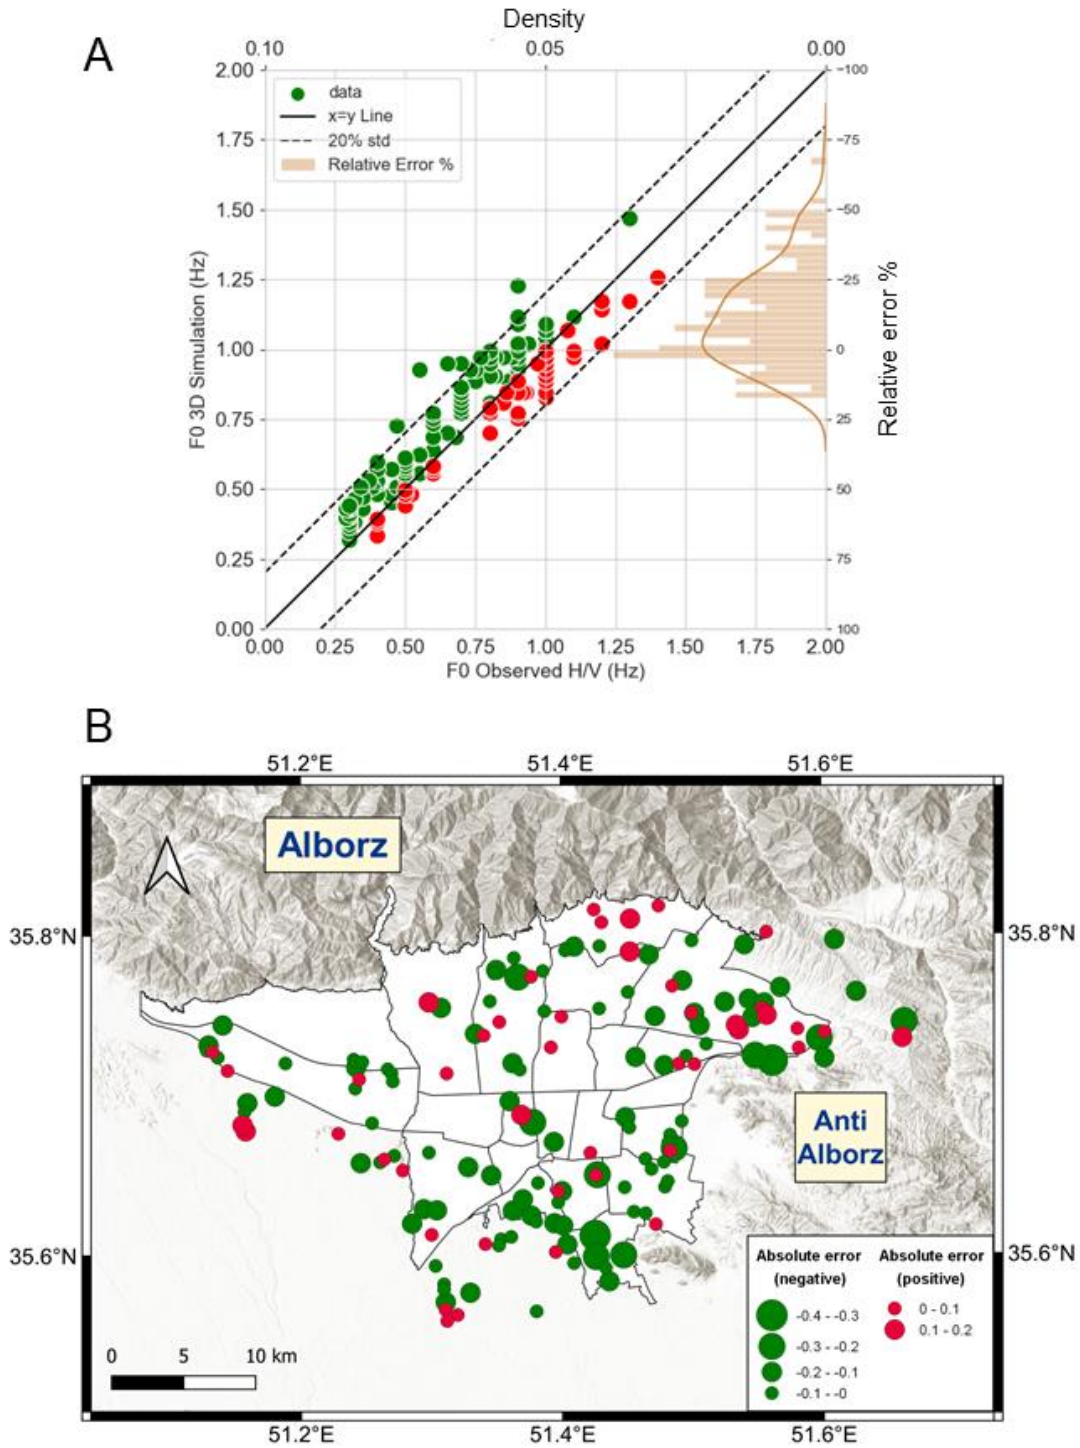 A
Density
0.10 0.05 0.00
2.00
1.75
1.50
1.25
1.00
0.75
0.50
0.25
0.00
F0 3D Simulation (Hz)
data
x=y Line
20% std
Relative Error %
−100
−75
−50
−25
0
25
50
75
100
Relative error %
0.00 0.25 0.50 0.75 1.00 1.25 1.50 1.75 2.00
F0 Observed H/V (Hz)
B
51.2°E 51.4°E 51.6°E
Alborz
35.8°N 35.8°N
Anti
Alborz
35.6°N 35.6°N
Absolute error
(negative)
-0.4 - -0.3
-0.3 - -0.2
-0.2 - -0.1
-0.1 - -0
Absolute error
(positive)
0 - 0.1
0.1 - 0.2
0 5 10 km
51.2°E 51.4°E 51.6°E